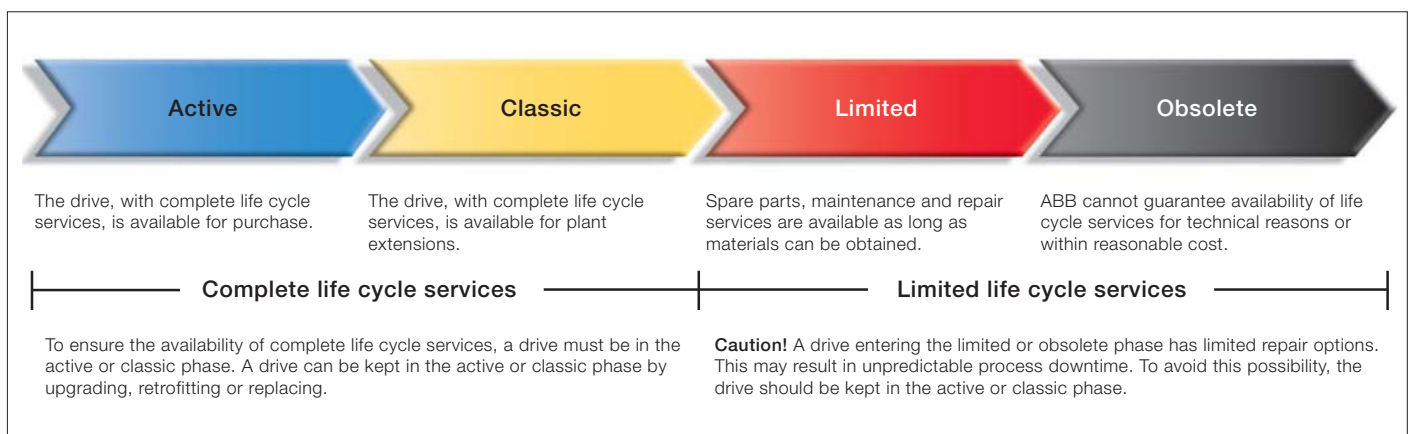 Active
Classic
Limited
Obsolete
The drive, with complete life cycle
services, is available for purchase.
The drive, with complete life cycle
services, is available for plant
extensions.
Spare parts, maintenance and repair
services are available as long as
materials can be obtained.
ABB cannot guarantee availability of life
cycle services for technical reasons or
within reasonable cost.
Complete life cycle services
Limited life cycle services
To ensure the availability of complete life cycle services, a drive must be in the
active or classic phase. A drive can be kept in the active or classic phase by
upgrading, retrofitting or replacing.
Caution! A drive entering the limited or obsolete phase has limited repair options.
This may result in unpredictable process downtime. To avoid this possibility, the
drive should be kept in the active or classic phase.